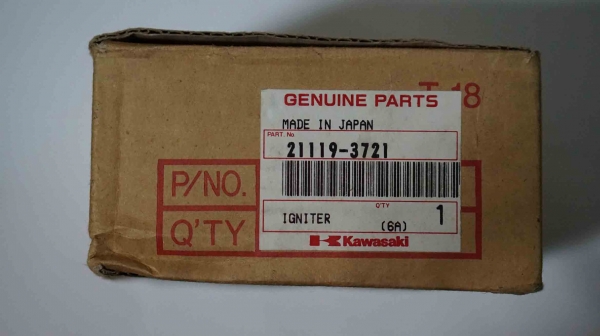 T-18
GENUINE PARTS
MADE IN JAPAN
PART. No.
21119-3721
P/NO.
Q'TY
IGNITER (6A) 1
Q'TY
Kawasaki